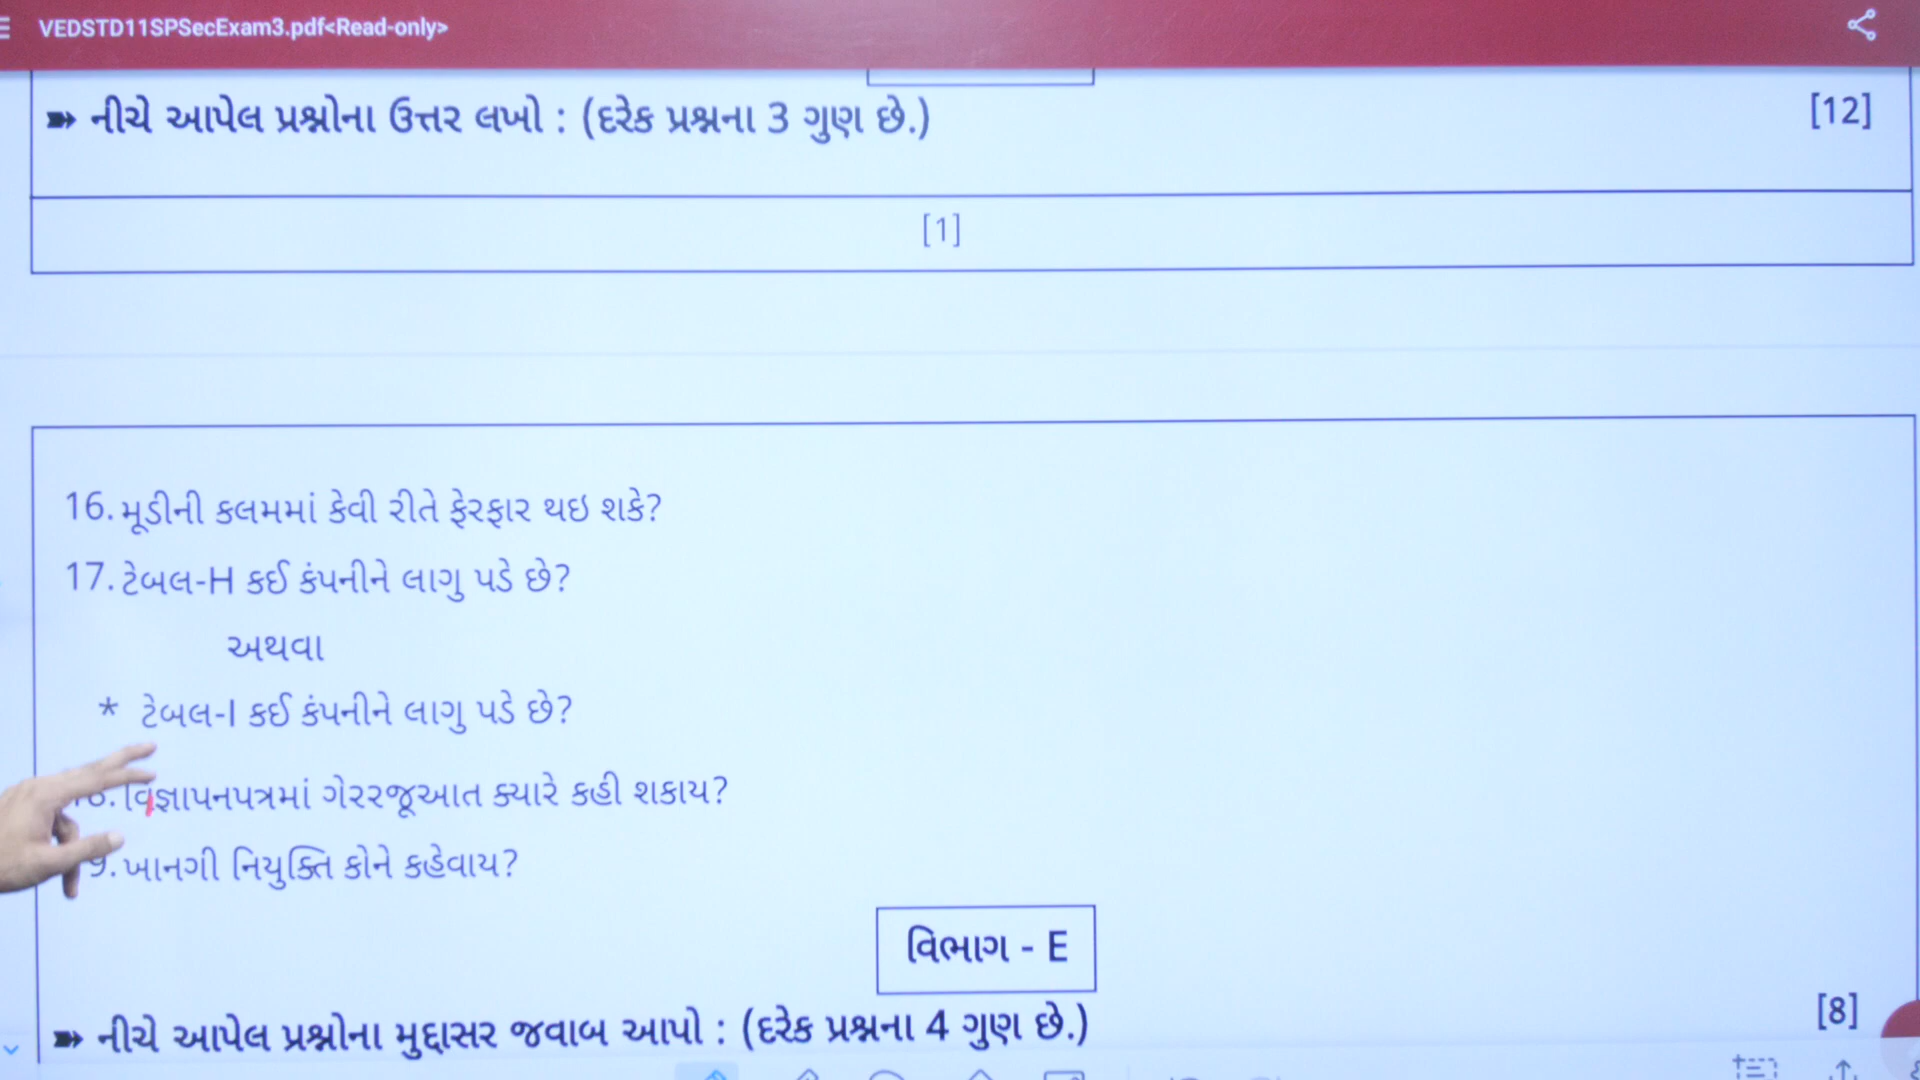 VEDSTD11SPSecExam3.pdf<Read-only>
➽ નીચે આપેલ પ્રશ્નોના ઉત્તર લખો : (દરેક પ્રશ્નના 3 ગુણ છે.) [12]
[1]
16. મૂડીની કલમમાં કેવી રીતે ફેરફાર થઇ શકે?
17. ટેબલ-H કઈ કંપનીને લાગુ પડે છે?
અથવા
* ટેબલ-I કઈ કંપનીને લાગુ પડે છે?
8. વિજ્ઞાપનપત્રમાં ગેરરજૂઆત ક્યારે કહી શકાય?
9. ખાનગી નિયુક્તિ કોને કહેવાય?
વિભાગ - E
➽ નીચે આપેલ પ્રશ્નોના મુદ્દાસર જવાબ આપો : (દરેક પ્રશ્નના 4 ગુણ છે.) [8]